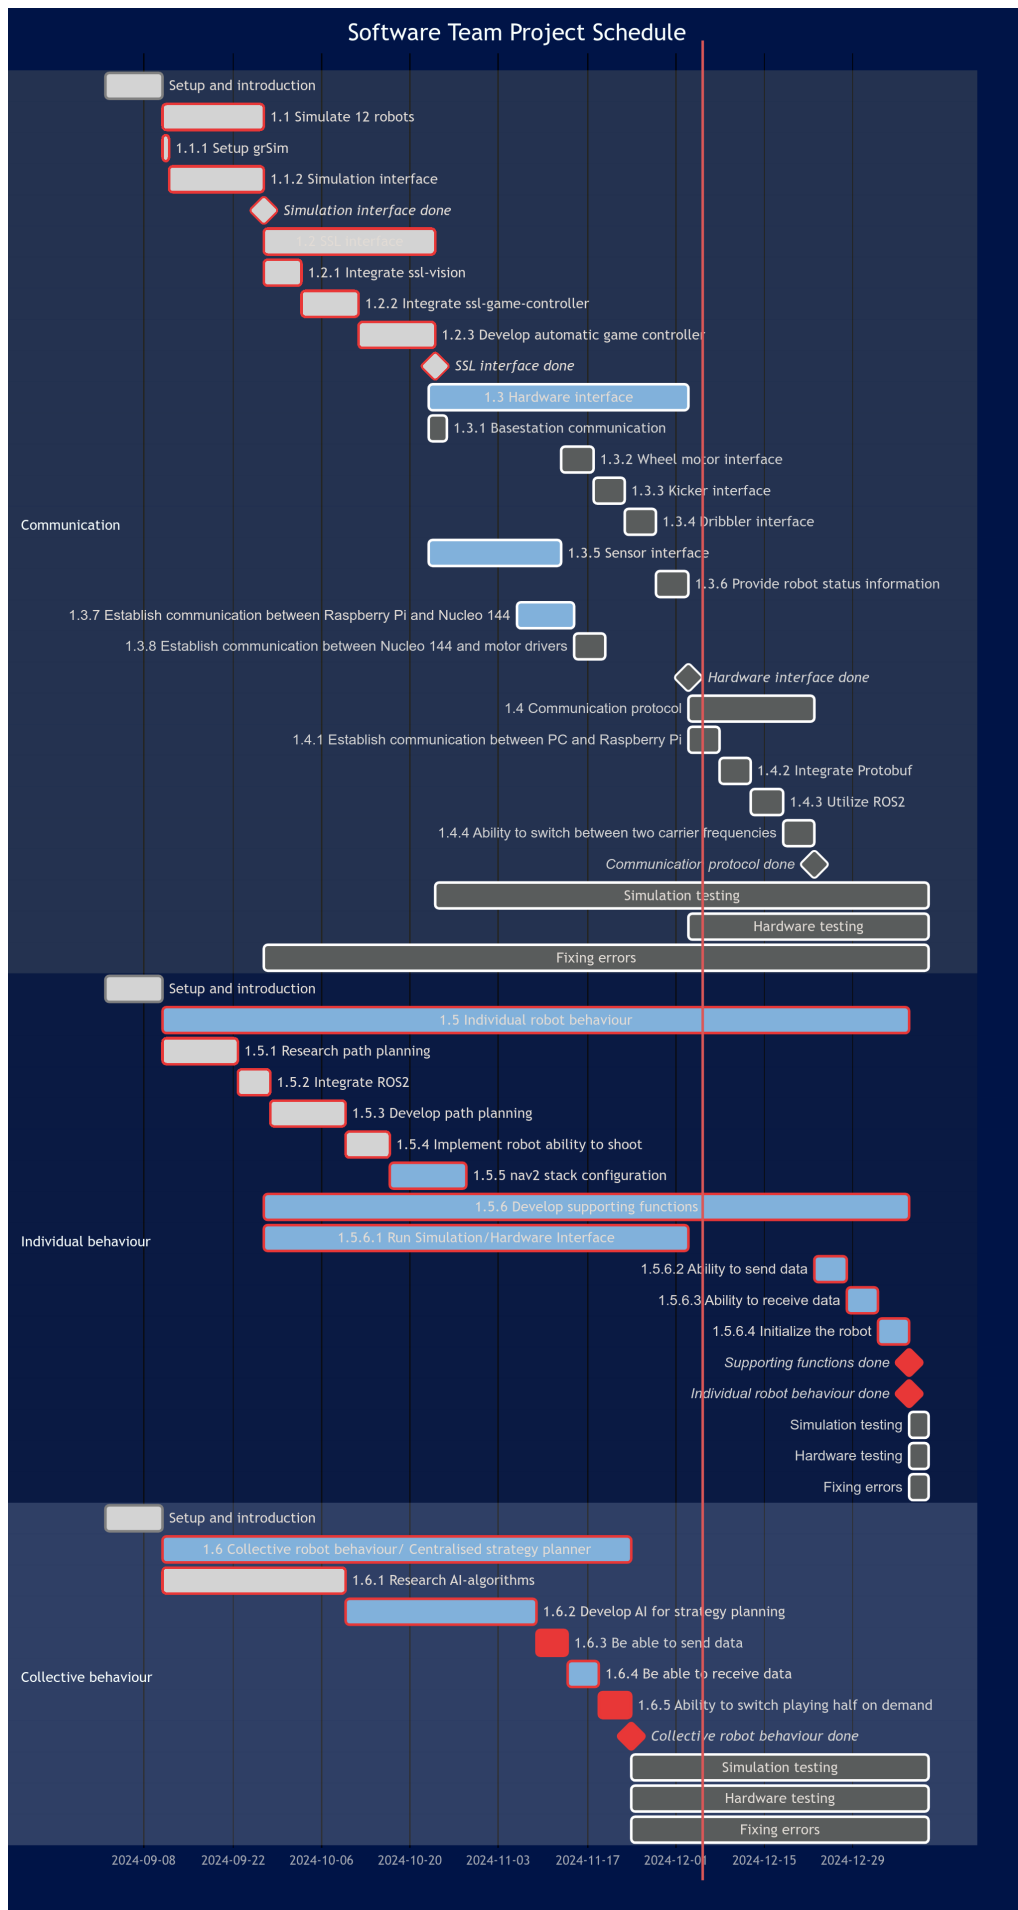 Software Team Project Schedule
Setup and introduction
1.1 Simulate 12 robots
1.1.1 Setup grSim
1.1.2 Simulation interface
Simulation interface done
1.2 SSL interface
1.2.1 Integrate ssl-vision
1.2.2 Integrate ssl-game-controller
1.2.3 Develop automatic game controller
SSL interface done
1.3 Hardware interface
1.3.1 Basestation communication
1.3.2 Wheel motor interface
1.3.3 Kicker interface
1.3.4 Dribbler interface
Communication
1.3.5 Sensor interface
1.3.6 Provide robot status information
1.3.7 Establish communication between Raspberry Pi and Nucleo 144
1.3.8 Establish communication between Nucleo 144 and motor drivers
Hardware interface done
1.4 Communication protocol
1.4.1 Establish communication between PC and Raspberry Pi
1.4.2 Integrate Protobuf
1.4.3 Utilize ROS2
1.4.4 Ability to switch between two carrier frequencies
Communication protocol done
Simulation testing
Hardware testing
Fixing errors
Setup and introduction
1.5 Individual robot behaviour
1.5.1 Research path planning
1.5.2 Integrate ROS2
1.5.3 Develop path planning
1.5.4 Implement robot ability to shoot
1.5.5 nav2 stack configuration
1.5.6 Develop supporting functions
1.5.6.1 Run Simulation/Hardware Interface
Individual behaviour
1.5.6.2 Ability to send data
1.5.6.3 Ability to receive data
1.5.6.4 Initialize the robot
Supporting functions done
Individual robot behaviour done
Simulation testing
Hardware testing
Fixing errors
Setup and introduction
1.6 Collective robot behaviour/ Centralised strategy planner
1.6.1 Research AI-algorithms
1.6.2 Develop AI for strategy planning
1.6.3 Be able to send data
1.6.4 Be able to receive data
Collective behaviour
1.6.5 Ability to switch playing half on demand
Collective robot behaviour done
Simulation testing
Hardware testing
Fixing errors
2024-09-08 2024-09-22 2024-10-06 2024-10-20 2024-11-03 2024-11-17 2024-12-01 2024-12-15 2024-12-29